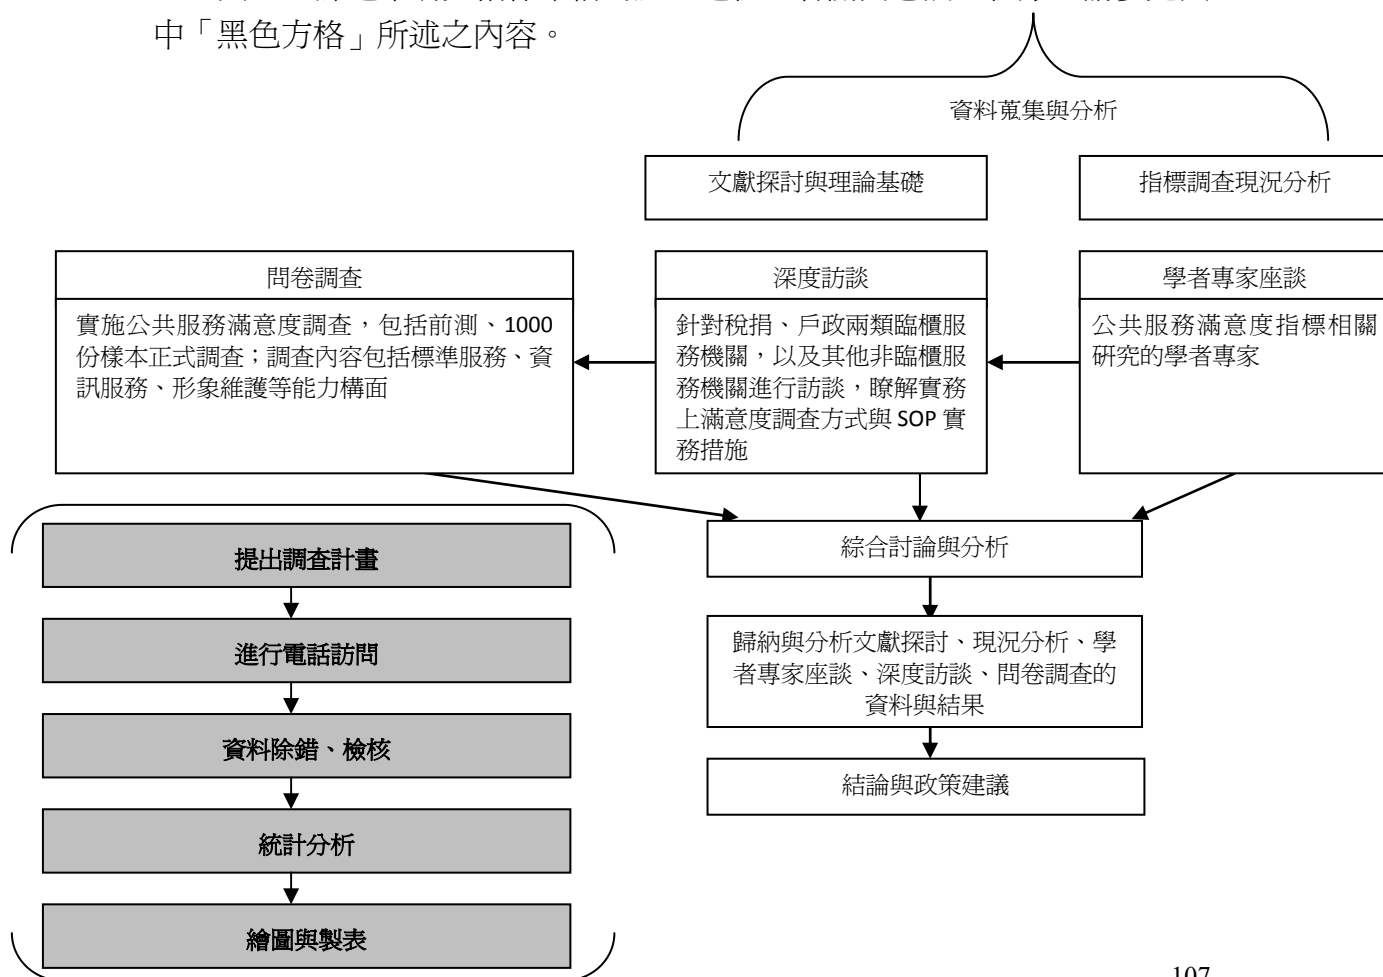 中「黑色方格」所述之內容。
資料蒐集與分析
文獻探討與理論基礎
指標調查現況分析
問卷調查
實施公共服務滿意度調查，包括前測、1000
份樣本正式調查；調查內容包括標準服務、資
訊服務、形象維護等能力構面
深度訪談
針對稅捐、戶政兩類臨櫃服
務機關，以及其他非臨櫃服
務機關進行訪談，瞭解實務
上滿意度調查方式與 SOP 實
務措施
學者專家座談
公共服務滿意度指標相關
研究的學者專家
提出調查計畫
進行電話訪問
資料除錯、檢核
統計分析
繪圖與製表
綜合討論與分析
歸納與分析文獻探討、現況分析、學
者專家座談、深度訪談、問卷調查的
資料與結果
結論與政策建議
107